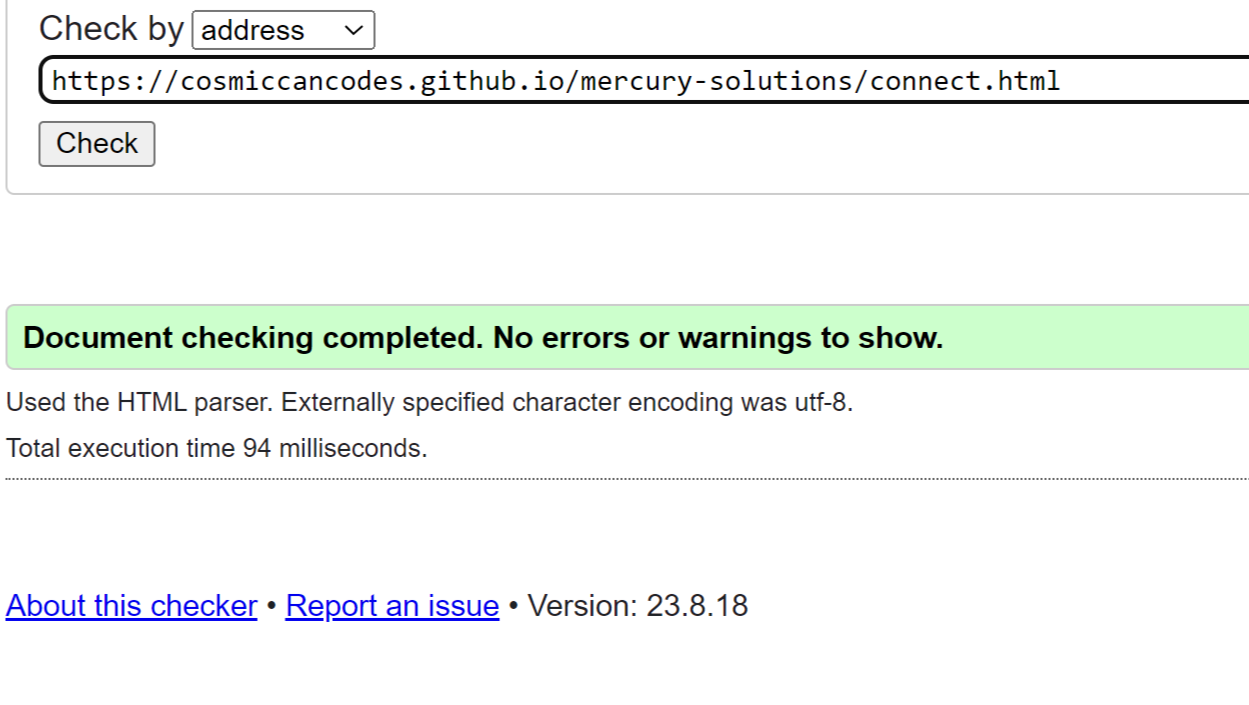 Check by address
https://cosmiccancodes.github.io/mercury-solutions/connect.html
Check
Document checking completed. No errors or warnings to show.
Used the HTML parser. Externally specified character encoding was utf-8.
Total execution time 94 milliseconds.
About this checker • Report an issue • Version: 23.8.18